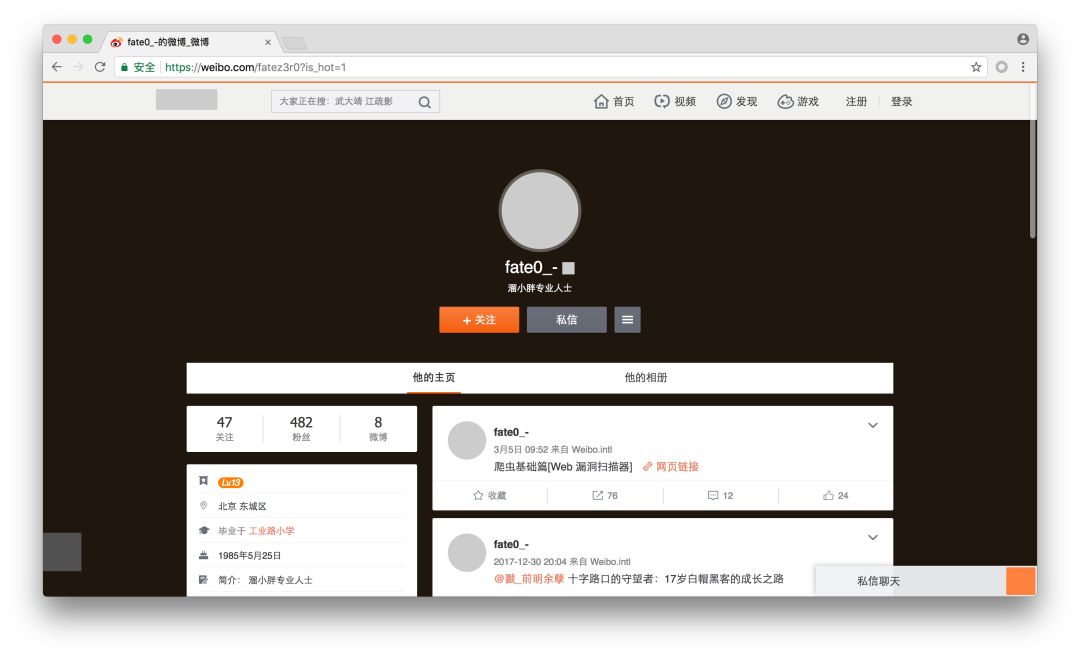 fate0_-的微博_微博
安全 https://weibo.com/fatez3r0?is_hot=1
大家正在搜：武大靖 江疏影
首页 视频 发现 游戏 注册 登录
fate0_-
溜小胖专业人士
+ 关注 私信
他的主页 他的相册
47 482 8
关注 粉丝 微博
Lv.13
北京 东城区
毕业于 工业路小学
1985年5月25日
简介： 溜小胖专业人士
fate0_-
3月5日 09:52 来自 Weibo.intl
爬虫基础篇[Web 漏洞扫描器] 网页链接
收藏 76 12 24
fate0_-
2017-12-30 20:04 来自 Weibo.intl
@戳_前明余孽 十字路口的守望者：17岁白帽黑客的成长之路
私信聊天